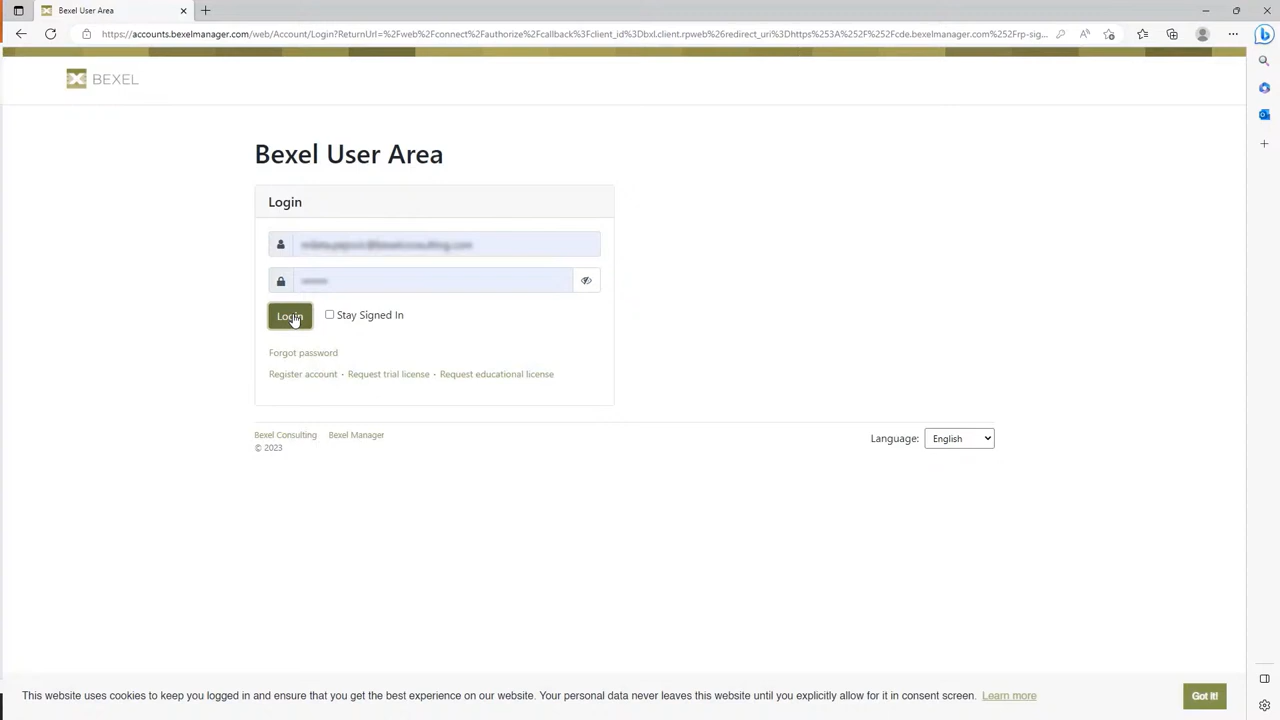 Bexel User Area
https://accounts.bexelmanager.com/web/Account/Login?ReturnUrl=%2Fweb%2Fconnect%2Fauthorize%2Fcallback%3Fclient_id%3Dbxl.client.rpweb%26redirect_uri%3Dhttps%253A%252F%252Fcde.bexelmanager.com%252Frp-sig...
BEXEL
Bexel User Area
Login
Login
Stay Signed In
Forgot password
Register account · Request trial license · Request educational license
Bexel Consulting Bexel Manager
© 2023
Language: English
This website uses cookies to keep you logged in and ensure that you get the best experience on our website. Your personal data never leaves this website until you explicitly allow for it in consent screen. Learn more
Got it!